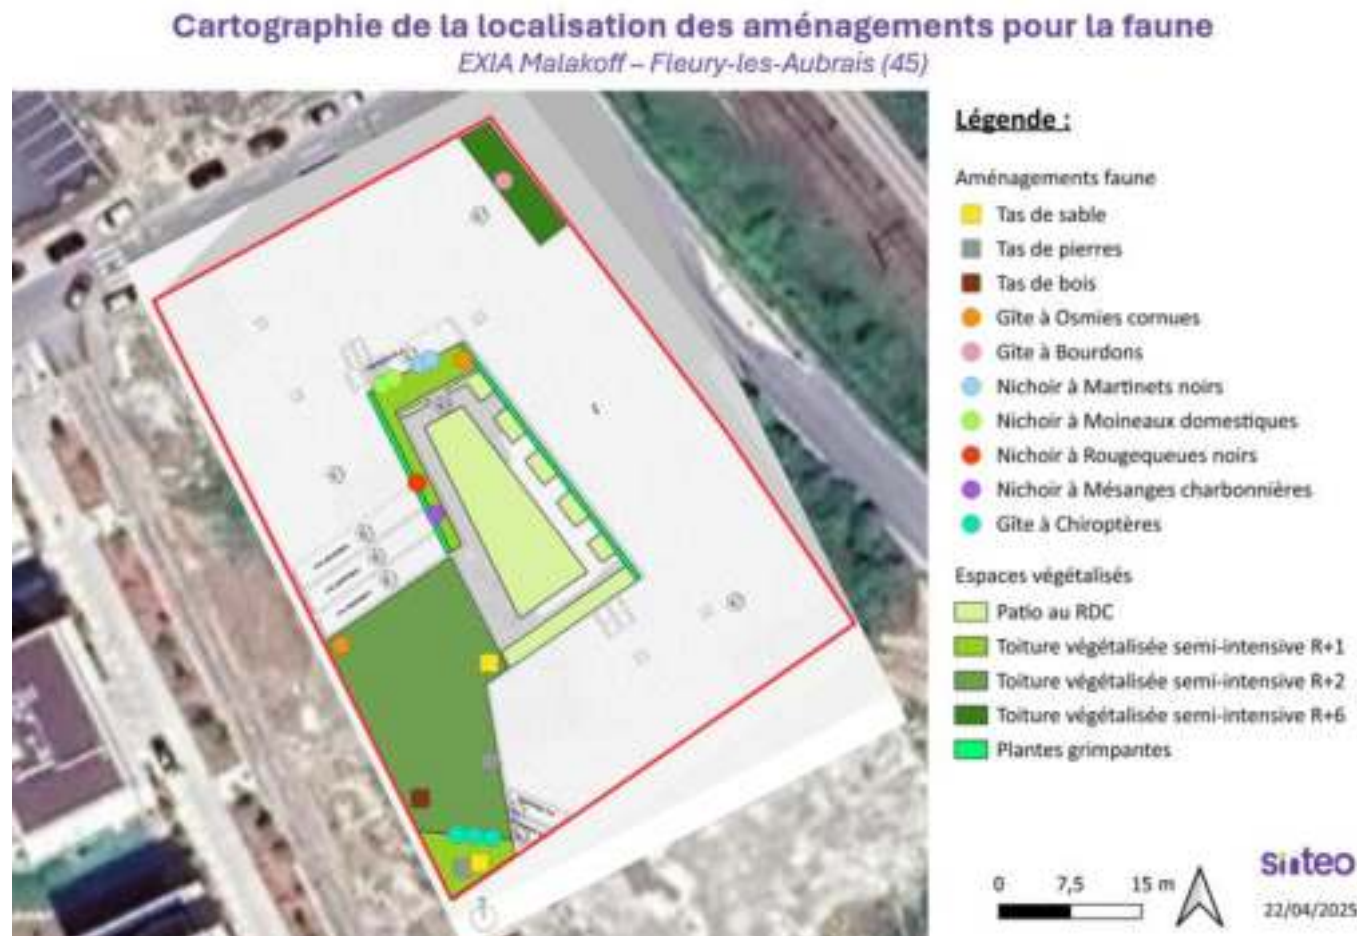 Cartographie de la localisation des aménagements pour la faune
EXIA Malakoff – Fleury-les-Aubrais (45)
Légende :
Aménagements faune
Tas de sable
Tas de pierres
Tas de bois
Gîte à Osmies cornues
Gîte à Bourdons
Nichoir à Martinets noirs
Nichoir à Moineaux domestiques
Nichoir à Rougequeues noirs
Nichoir à Mésanges charbonnières
Gîte à Chiroptères
Espaces végétalisés
Patio au RDC
Toiture végétalisée semi-intensive R+1
Toiture végétalisée semi-intensive R+2
Toiture végétalisée semi-intensive R+6
Plantes grimpantes
0 7,5 15 m
sinteo
22/04/2025